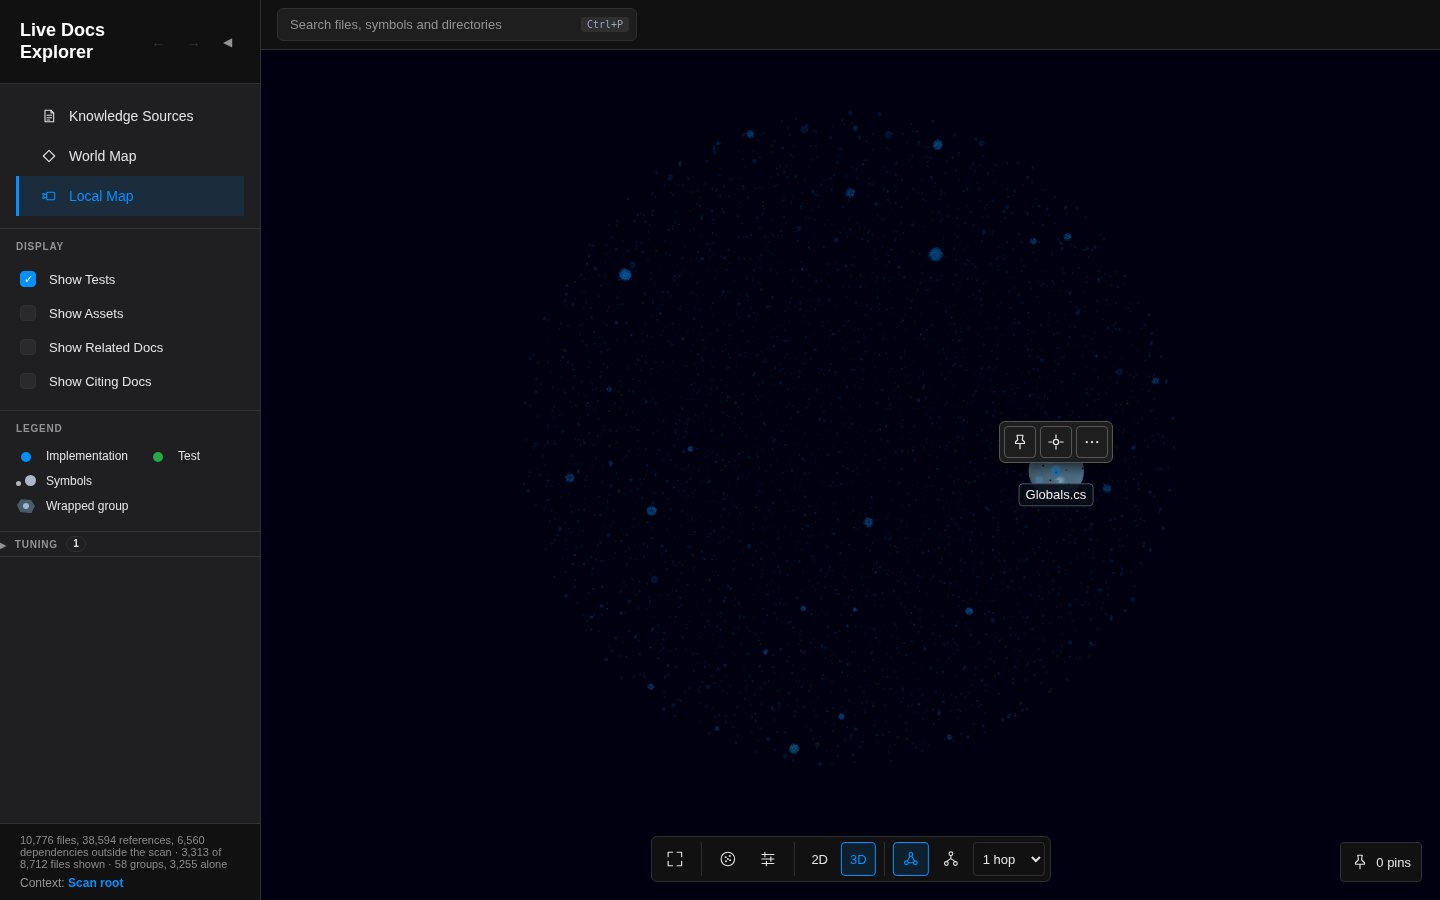 Live Docs
Explorer
Search files, symbols and directories
Ctrl+P
Knowledge Sources
World Map
Local Map
DISPLAY
Show Tests
Show Assets
Show Related Docs
Show Citing Docs
LEGEND
Implementation
Test
Symbols
Wrapped group
TUNING
1
Globals.cs
10,776 files, 38,594 references, 6,560
dependencies outside the scan · 3,313 of
8,712 files shown · 58 groups, 3,255 alone
Context: Scan root
2D
3D
1 hop
0 pins